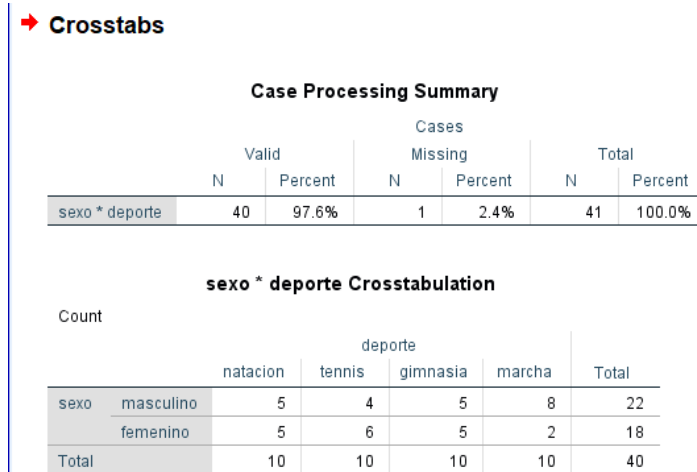 Crosstabs
Case Processing Summary
Cases
Valid Missing Total
N Percent N Percent N Percent
sexo * deporte 40 97.6% 1 2.4% 41 100.0%
sexo * deporte Crosstabulation
Count
deporte
natacion tennis gimnasia marcha Total
sexo masculino 5 4 5 8 22
femenino 5 6 5 2 18
Total 10 10 10 10 40